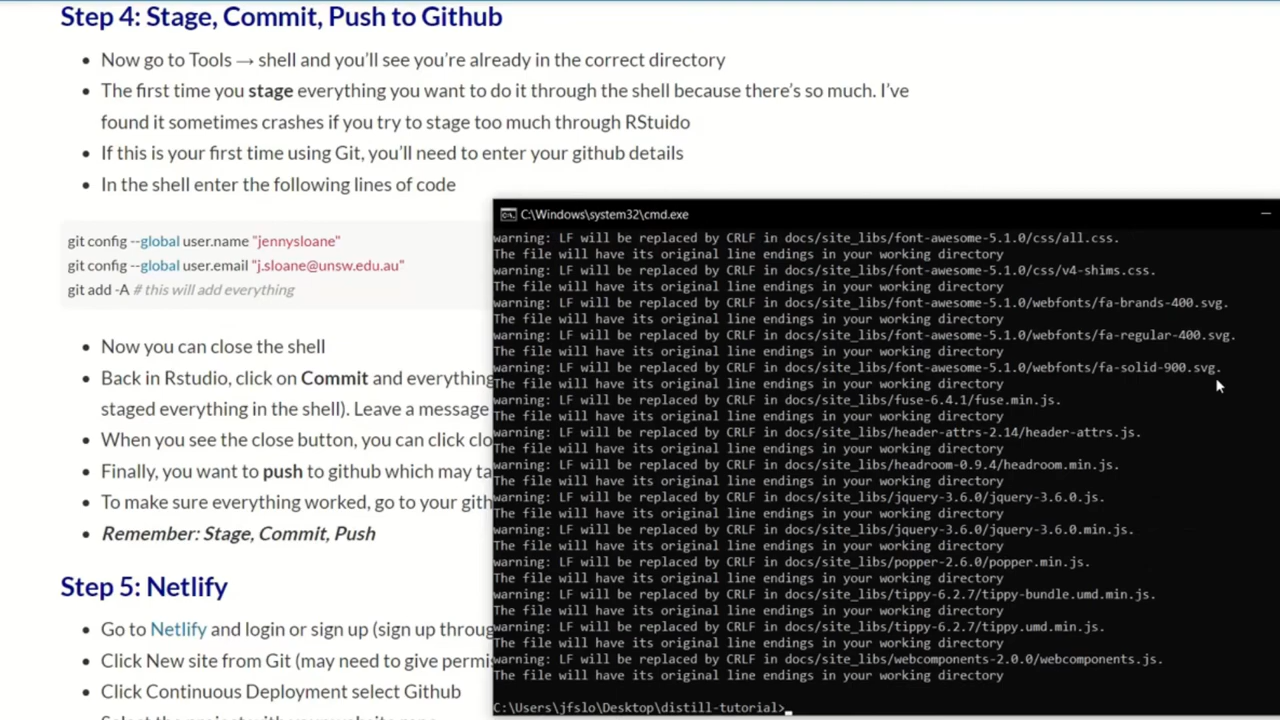 Step 4: Stage, Commit, Push to Github
Now go to Tools → shell and you'll see you're already in the correct directory
The first time you stage everything you want to do it through the shell because there's so much. I've
found it sometimes crashes if you try to stage too much through RStuido
If this is your first time using Git, you'll need to enter your github details
In the shell enter the following lines of code
git config --global user.name "jennysloane"
git config --global user.email "j.sloane@unsw.edu.au"
git add -A # this will add everything
Now you can close the shell
Back in Rstudio, click on Commit and everything
staged everything in the shell). Leave a message
When you see the close button, you can click clo
Finally, you want to push to github which may ta
To make sure everything worked, go to your gith
Remember: Stage, Commit, Push
Step 5: Netlify
Go to Netlify and login or sign up (sign up throug
Click New site from Git (may need to give permi
Click Continuous Deployment select Github
C:\Windows\system32\cmd.exe
warning: LF will be replaced by CRLF in docs/site_libs/font-awesome-5.1.0/css/all.css.
The file will have its original line endings in your working directory
warning: LF will be replaced by CRLF in docs/site_libs/font-awesome-5.1.0/css/v4-shims.css.
The file will have its original line endings in your working directory
warning: LF will be replaced by CRLF in docs/site_libs/font-awesome-5.1.0/webfonts/fa-brands-400.svg.
The file will have its original line endings in your working directory
warning: LF will be replaced by CRLF in docs/site_libs/font-awesome-5.1.0/webfonts/fa-regular-400.svg.
The file will have its original line endings in your working directory
warning: LF will be replaced by CRLF in docs/site_libs/font-awesome-5.1.0/webfonts/fa-solid-900.svg.
The file will have its original line endings in your working directory
warning: LF will be replaced by CRLF in docs/site_libs/fuse-6.4.1/fuse.min.js.
The file will have its original line endings in your working directory
warning: LF will be replaced by CRLF in docs/site_libs/header-attrs-2.14/header-attrs.js.
The file will have its original line endings in your working directory
warning: LF will be replaced by CRLF in docs/site_libs/headroom-0.9.4/headroom.min.js.
The file will have its original line endings in your working directory
warning: LF will be replaced by CRLF in docs/site_libs/jquery-3.6.0/jquery-3.6.0.js.
The file will have its original line endings in your working directory
warning: LF will be replaced by CRLF in docs/site_libs/jquery-3.6.0/jquery-3.6.0.min.js.
The file will have its original line endings in your working directory
warning: LF will be replaced by CRLF in docs/site_libs/popper-2.6.0/popper.min.js.
The file will have its original line endings in your working directory
warning: LF will be replaced by CRLF in docs/site_libs/tippy-6.2.7/tippy-bundle.umd.min.js.
The file will have its original line endings in your working directory
warning: LF will be replaced by CRLF in docs/site_libs/tippy-6.2.7/tippy.umd.min.js.
The file will have its original line endings in your working directory
warning: LF will be replaced by CRLF in docs/site_libs/webcomponents-2.0.0/webcomponents.js.
The file will have its original line endings in your working directory
C:\Users\jfslo\Desktop\distill-tutorial>